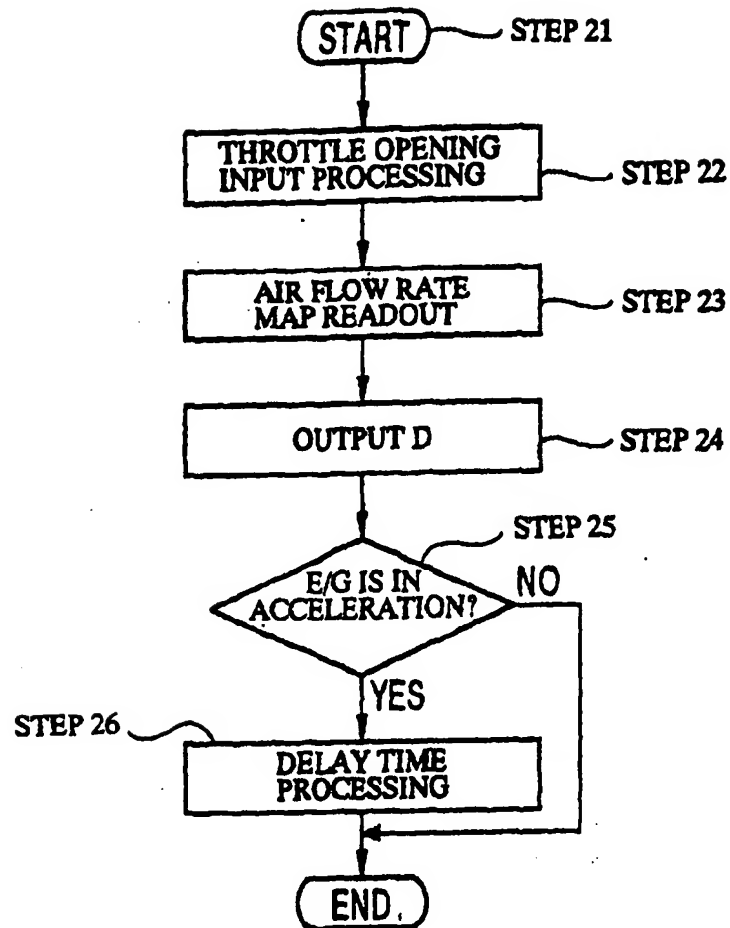 START
STEP 21
THROTTLE OPENING
INPUT PROCESSING
STEP 22
AIR FLOW RATE
MAP READOUT
STEP 23
OUTPUT D
STEP 24
STEP 25
E/G IS IN
ACCELERATION?
NO
YES
STEP 26
DELAY TIME
PROCESSING
END